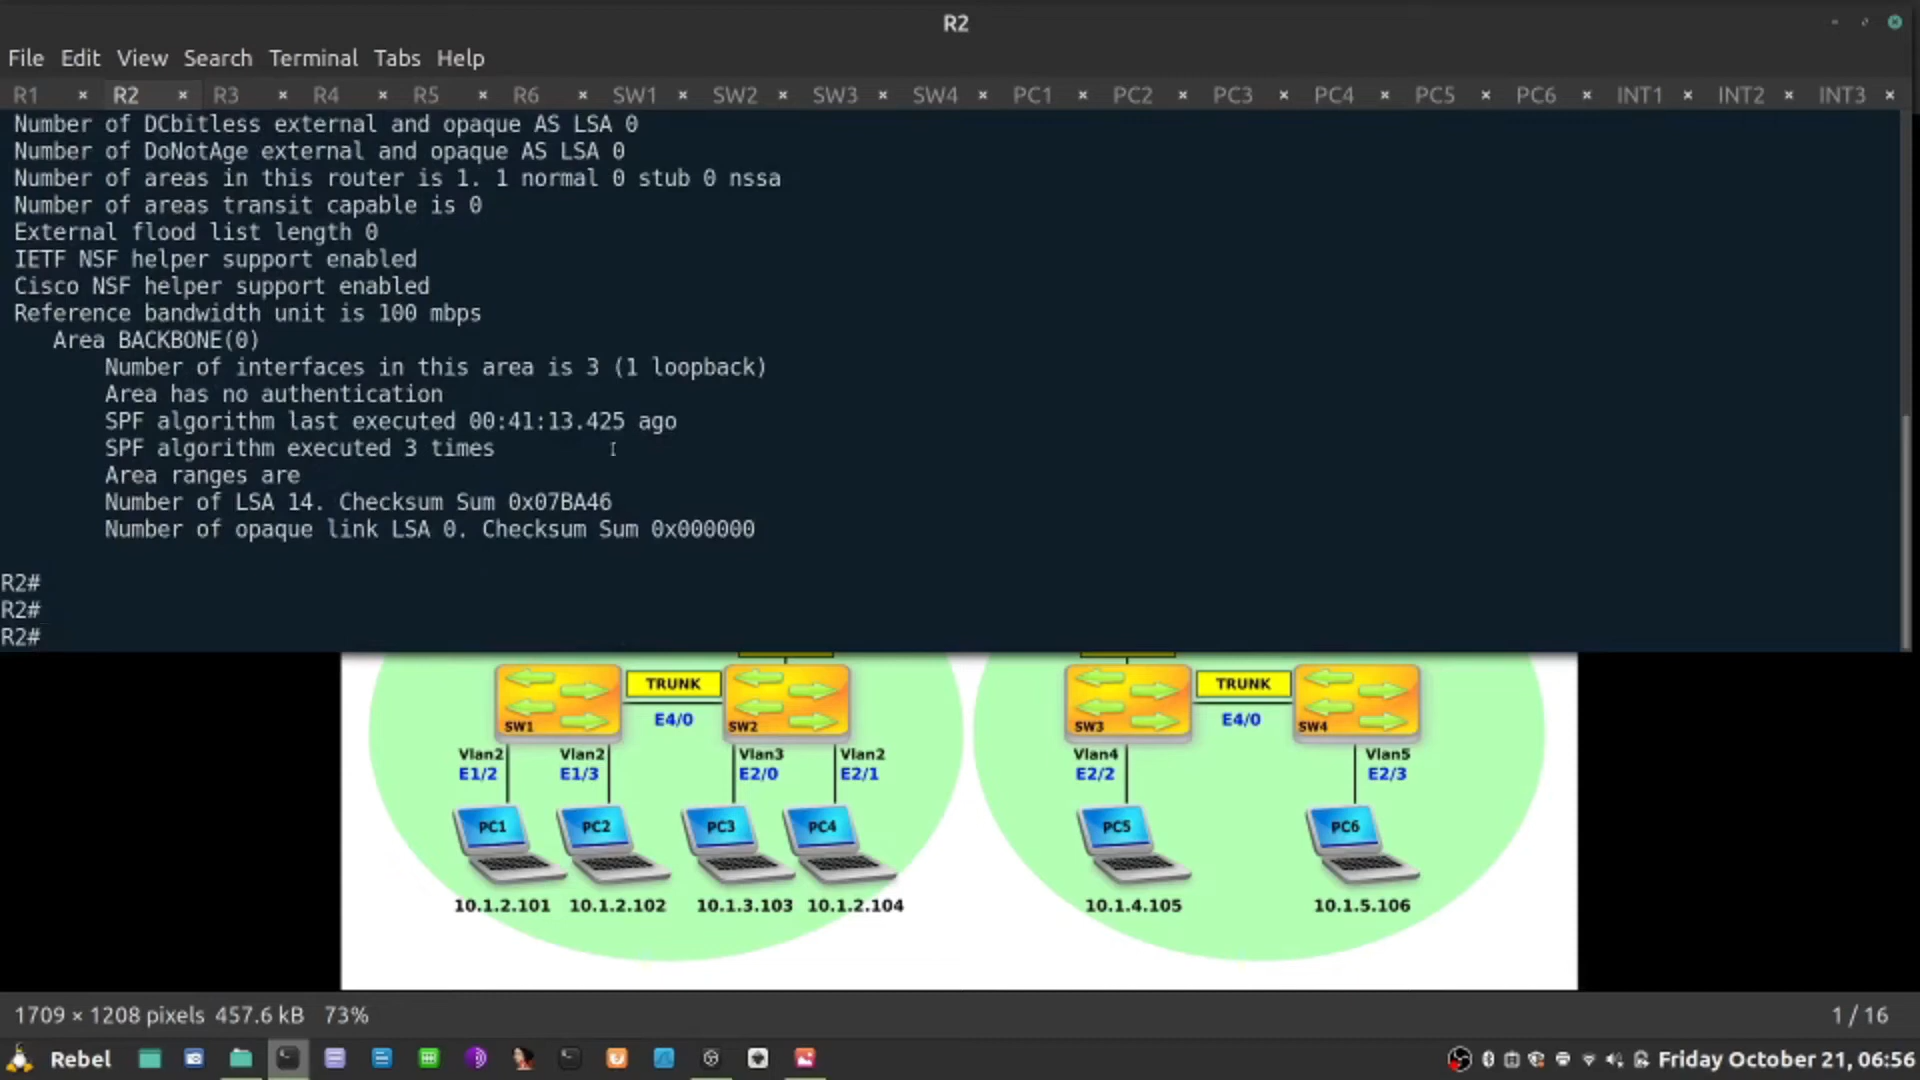 R2
File Edit View Search Terminal Tabs Help
R1 × R2 × R3 × R4 × R5 × R6 × SW1 × SW2 × SW3 × SW4 × PC1 × PC2 × PC3 × PC4 × PC5 × PC6 × INT1 × INT2 × INT3 ×
Number of DCbitless external and opaque AS LSA 0
Number of DoNotAge external and opaque AS LSA 0
Number of areas in this router is 1. 1 normal 0 stub 0 nssa
Number of areas transit capable is 0
External flood list length 0
IETF NSF helper support enabled
Cisco NSF helper support enabled
Reference bandwidth unit is 100 mbps
Area BACKBONE(0)
Number of interfaces in this area is 3 (1 loopback)
Area has no authentication
SPF algorithm last executed 00:41:13.425 ago
SPF algorithm executed 3 times
Area ranges are
Number of LSA 14. Checksum Sum 0x07BA46
Number of opaque link LSA 0. Checksum Sum 0x000000
R2#
R2#
R2#
TRUNK TRUNK
SW1 E4/0 SW2 SW3 E4/0 SW4
Vlan2 Vlan2 Vlan3 Vlan2 Vlan4 Vlan5
E1/2 E1/3 E2/0 E2/1 E2/2 E2/3
PC1 PC2 PC3 PC4 PC5 PC6
10.1.2.101 10.1.2.102 10.1.3.103 10.1.2.104 10.1.4.105 10.1.5.106
1709 × 1208 pixels 457.6 kB 73% 1 / 16
Rebel Friday October 21, 06:56